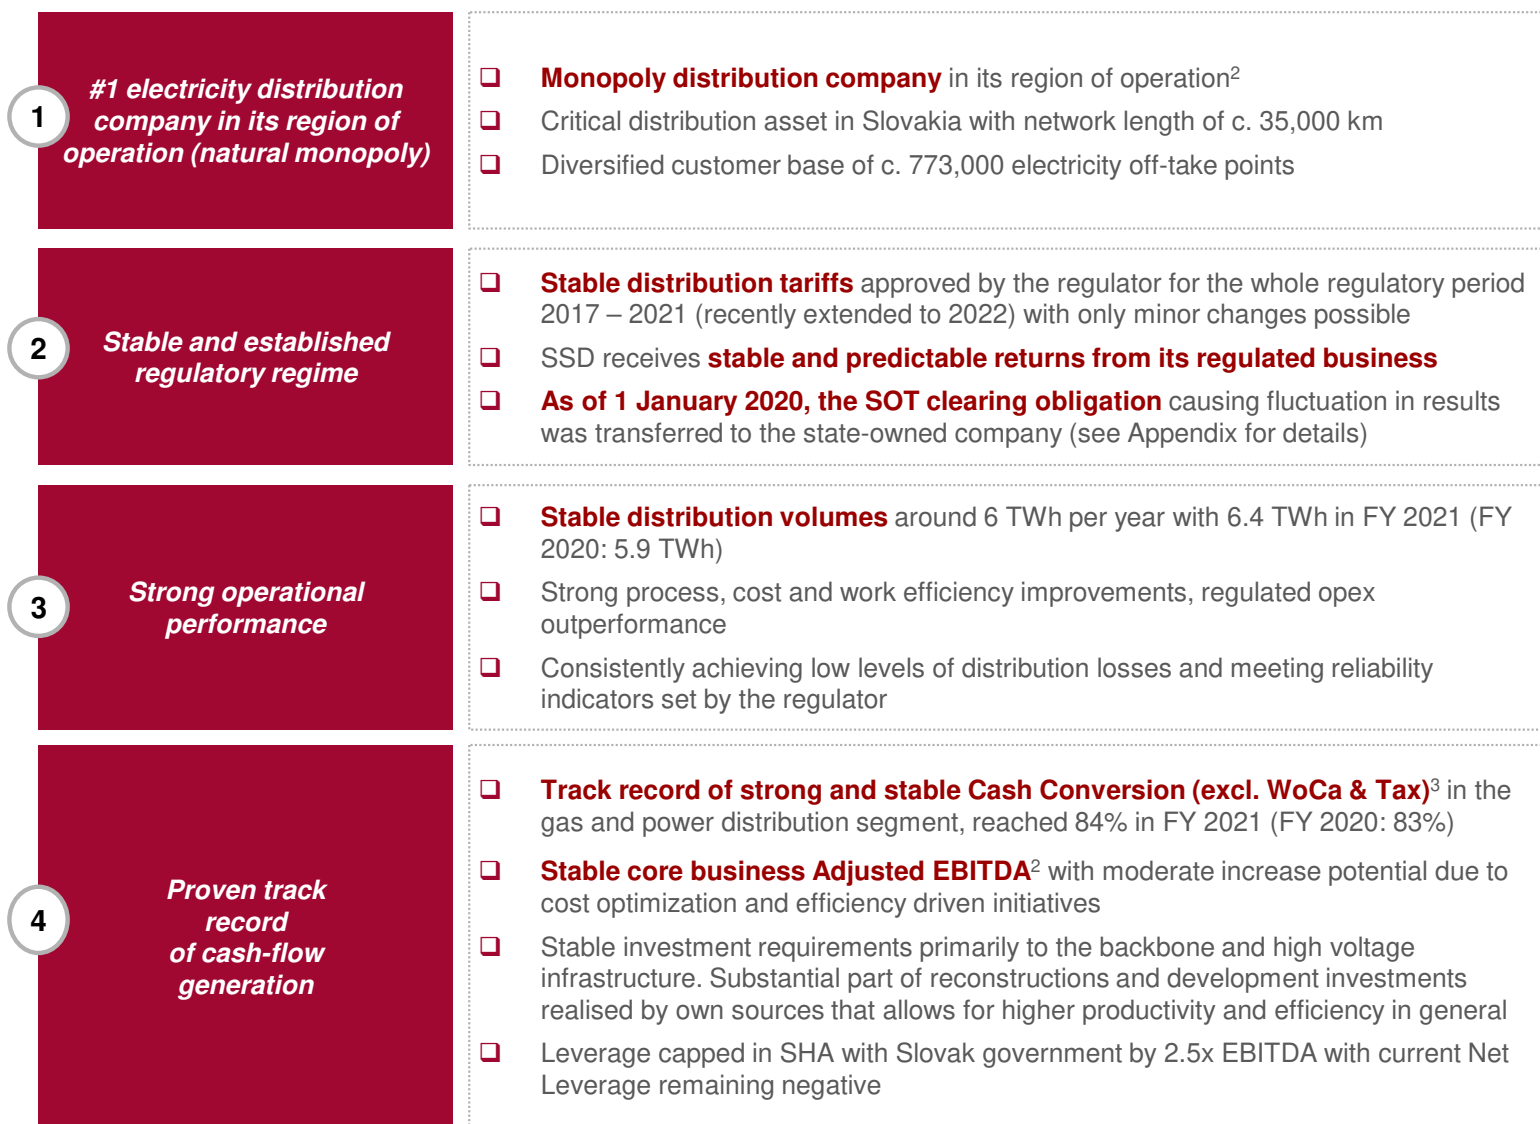 1
#1 electricity distribution
company in its region of
operation (natural monopoly)
❑ Monopoly distribution company in its region of operation²
❑ Critical distribution asset in Slovakia with network length of c. 35,000 km
❑ Diversified customer base of c. 773,000 electricity off-take points
2
Stable and established
regulatory regime
❑ Stable distribution tariffs approved by the regulator for the whole regulatory period
2017 – 2021 (recently extended to 2022) with only minor changes possible
❑ SSD receives stable and predictable returns from its regulated business
❑ As of 1 January 2020, the SOT clearing obligation causing fluctuation in results
was transferred to the state-owned company (see Appendix for details)
3
Strong operational
performance
❑ Stable distribution volumes around 6 TWh per year with 6.4 TWh in FY 2021 (FY
2020: 5.9 TWh)
❑ Strong process, cost and work efficiency improvements, regulated opex
outperformance
❑ Consistently achieving low levels of distribution losses and meeting reliability
indicators set by the regulator
4
Proven track
record
of cash-flow
generation
❑ Track record of strong and stable Cash Conversion (excl. WoCa & Tax)³ in the
gas and power distribution segment, reached 84% in FY 2021 (FY 2020: 83%)
❑ Stable core business Adjusted EBITDA² with moderate increase potential due to
cost optimization and efficiency driven initiatives
❑ Stable investment requirements primarily to the backbone and high voltage
infrastructure. Substantial part of reconstructions and development investments
realised by own sources that allows for higher productivity and efficiency in general
❑ Leverage capped in SHA with Slovak government by 2.5x EBITDA with current Net
Leverage remaining negative